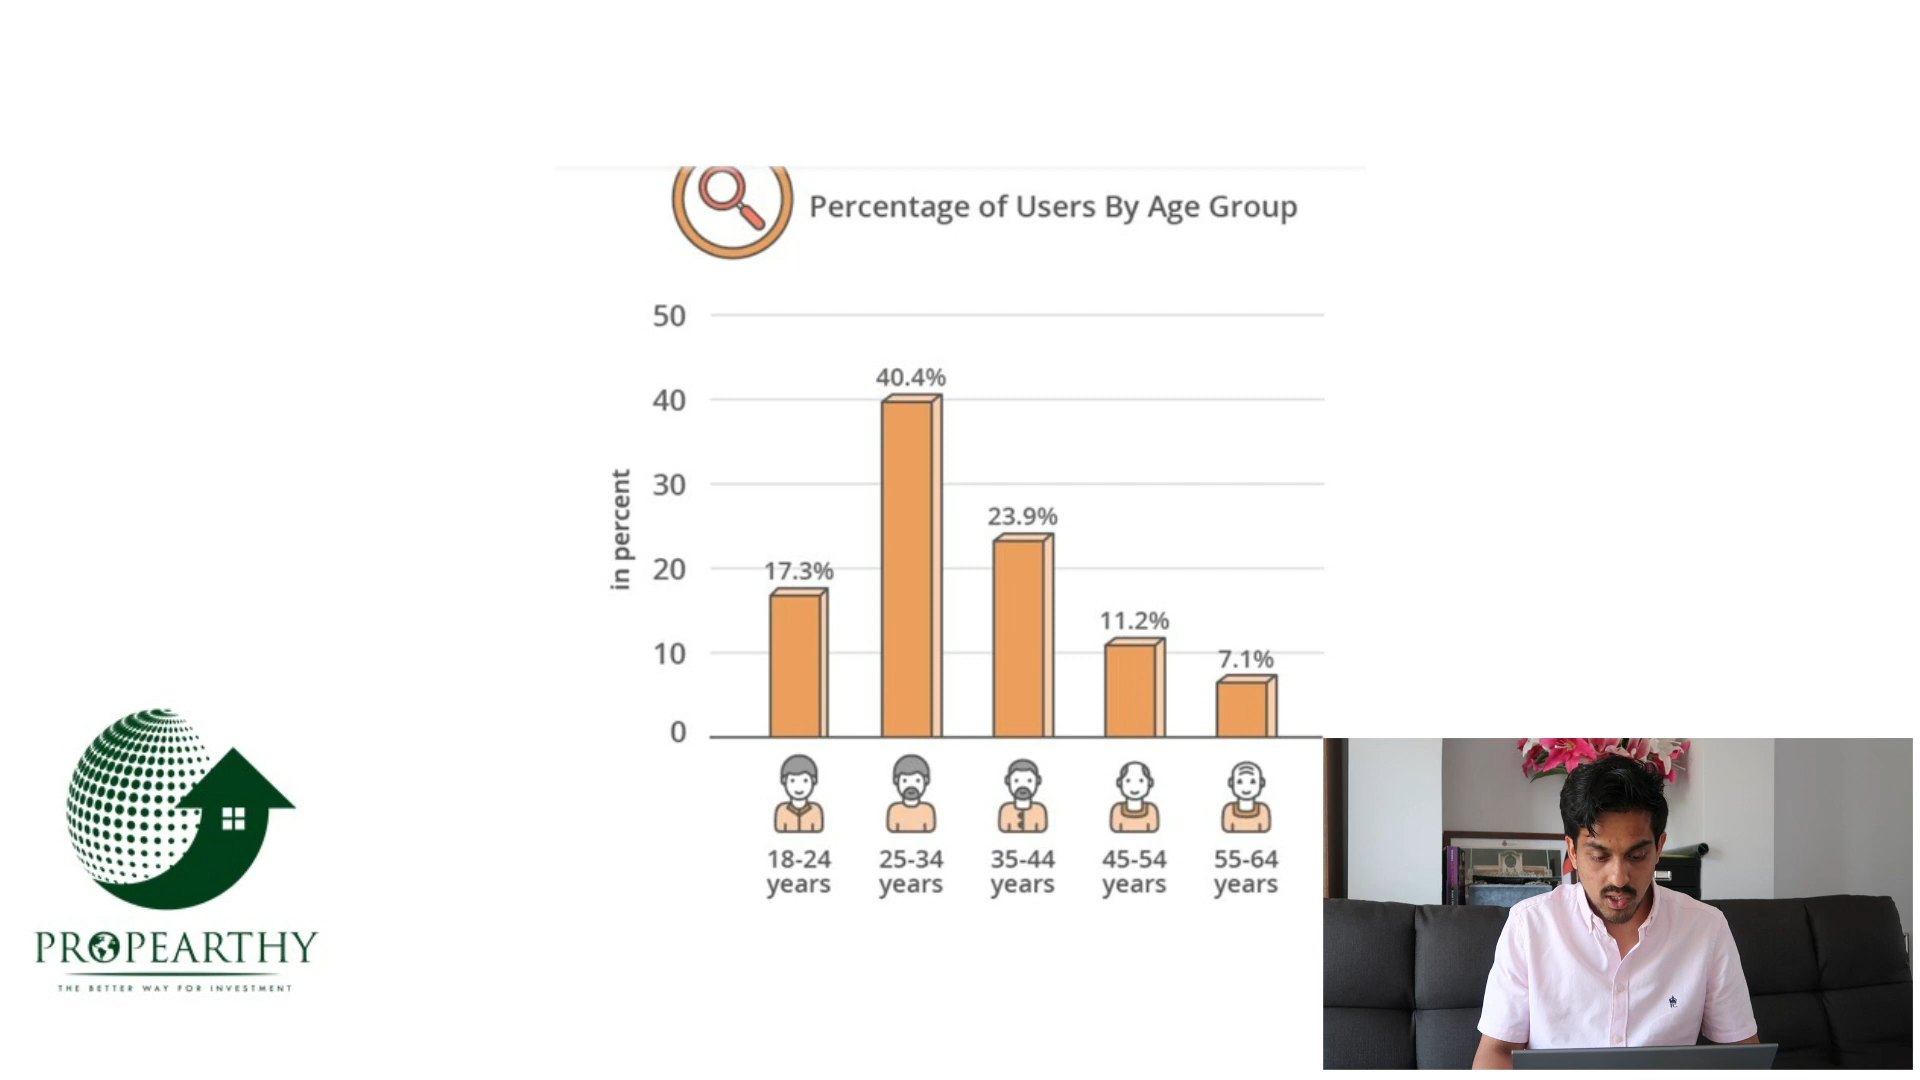 Percentage of Users By Age Group
50
40
30
20
10
0
in percent
17.3%
40.4%
23.9%
11.2%
7.1%
18-24
years
25-34
years
35-44
years
45-54
years
55-64
years
PROPEARTHY
THE BETTER WAY FOR INVESTMENT